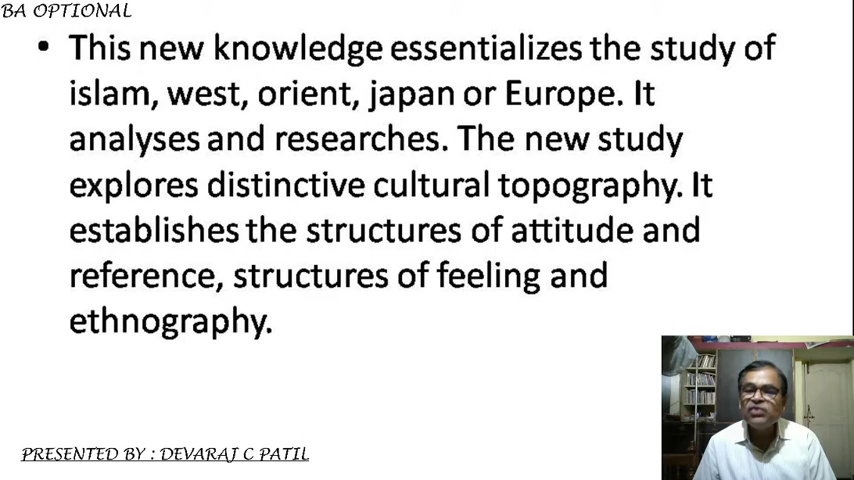 BA OPTIONAL
• This new knowledge essentializes the study of
islam, west, orient, japan or Europe. It
analyses and researches. The new study
explores distinctive cultural topography. It
establishes the structures of attitude and
reference, structures of feeling and
ethnography.
PRESENTED BY : DEVARAJ C PATIL